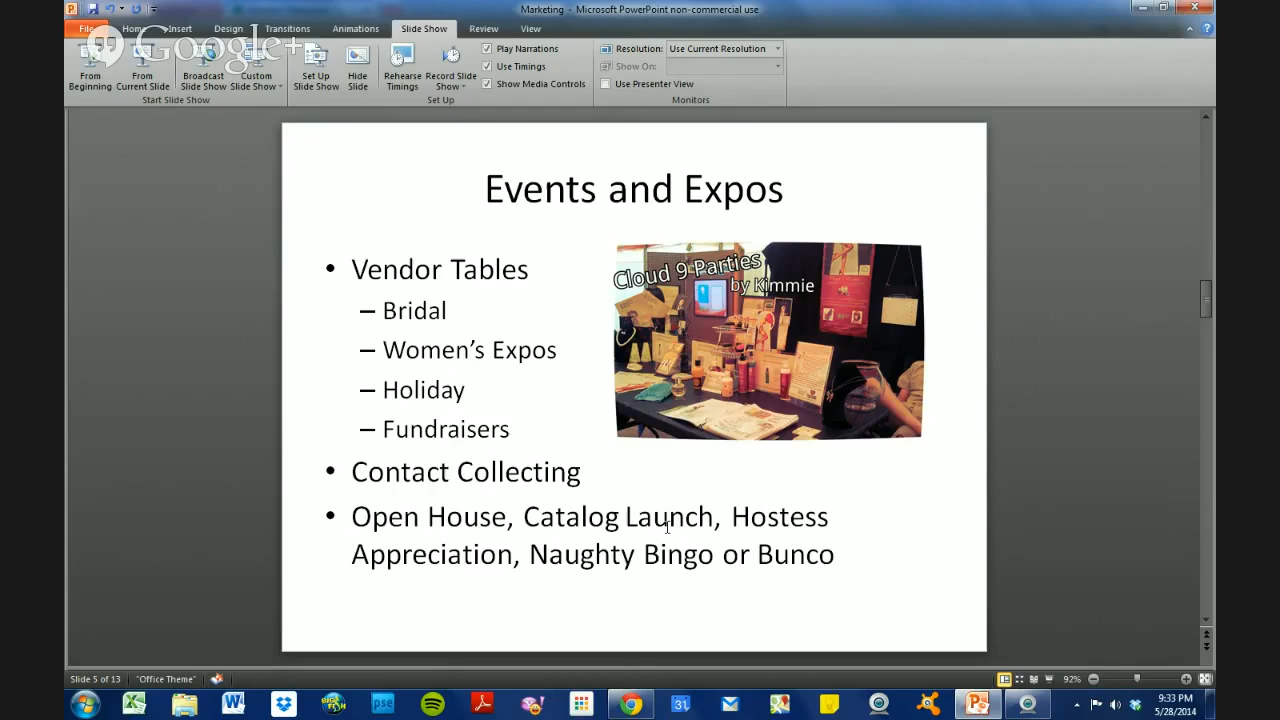 Marketing - Microsoft PowerPoint non-commercial use
File Home Insert Design Transitions Animations Slide Show Review View
Google+
From Beginning
From Current Slide
Broadcast Slide Show
Custom Slide Show
Start Slide Show
Set Up Slide Show
Hide Slide
Rehearse Timings
Record Slide Show
Play Narrations
Use Timings
Show Media Controls
Set Up
Resolution: Use Current Resolution
Show On:
Use Presenter View
Monitors
Events and Expos
• Vendor Tables
– Bridal
– Women’s Expos
– Holiday
– Fundraisers
• Contact Collecting
• Open House, Catalog Launch, Hostess
Appreciation, Naughty Bingo or Bunco
Cloud 9 Parties
by Kimmie
Slide 5 of 13 "Office Theme" 92%
pse
31
9:33 PM
5/28/2014